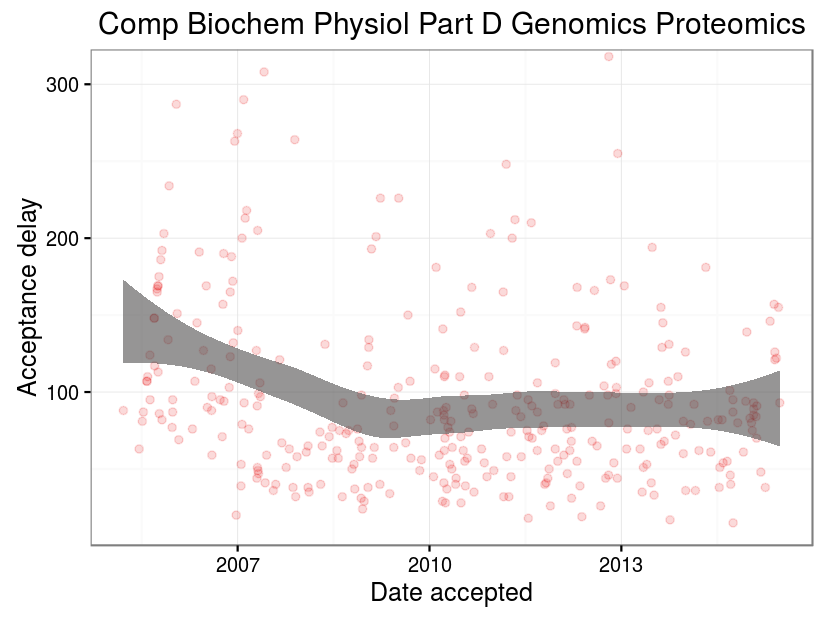 Comp Biochem Physiol Part D Genomics Proteomics
Acceptance delay
300
200
100
2007 2010 2013
Date accepted